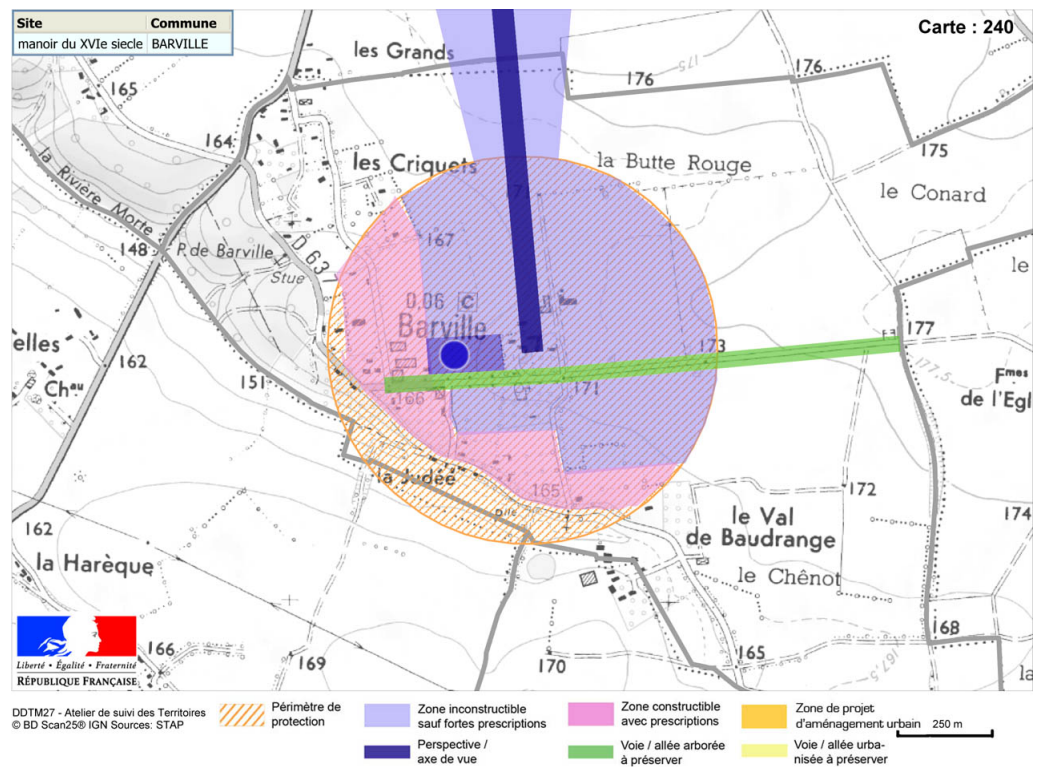 Site Commune
manoir du XVIe siecle BARVILLE
Carte : 240
les Grands
165
176
175
176
164
175
les Criquets
la Butte Rouge
le Conard
la Rivière Morte
148
P. de Barville
Stue
D 63
167
le
0.06 C
Barville
elles
Chau
162
151
173
177
177.5
Fmes
de l'Egl
166
171
la Judée
165
172
174
162
le Val
de Baudrange
la Harèque
le Chênot
168
167.5
166
169
170
165
la
Liberté • Égalité • Fraternité
RÉPUBLIQUE FRANÇAISE
DDTM27 - Atelier de suivi des Territoires
© BD Scan25® IGN Sources: STAP
Périmètre de
protection
Zone inconstructible
sauf fortes prescriptions
Zone constructible
avec prescriptions
Zone de projet
d'aménagement urbain
250 m
Perspective /
axe de vue
Voie / allée arborée
à préserver
Voie / allée urba-
nisée à préserver